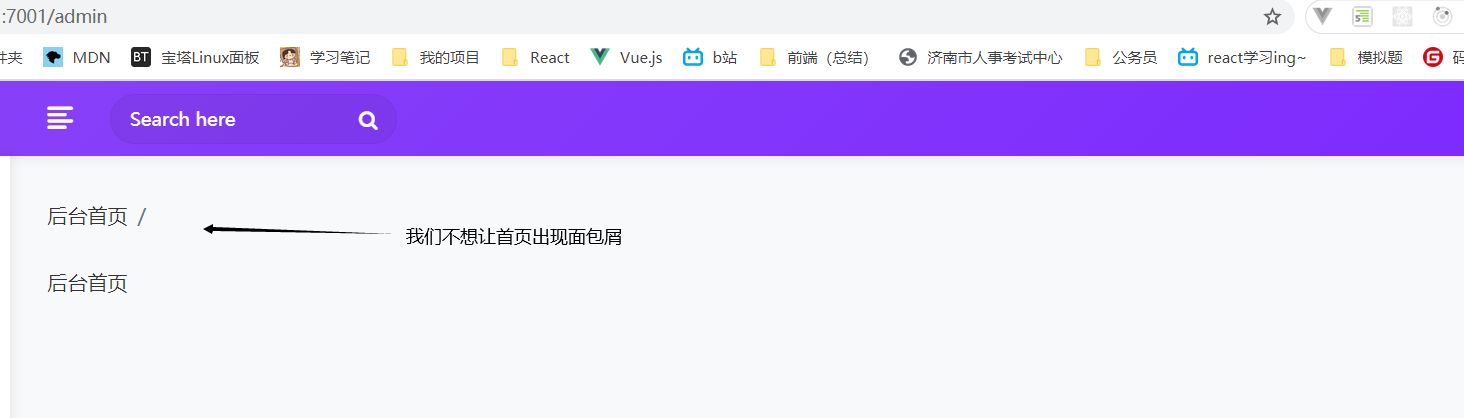 :7001/admin
件夹 MDN BT 宝塔Linux面板 学习笔记 我的项目 React Vue.js b站 前端（总结） 济南市人事考试中心 公务员 react学习ing~ 模拟题 G 码
Search here
后台首页 /
我们不想让首页出现面包屑
后台首页